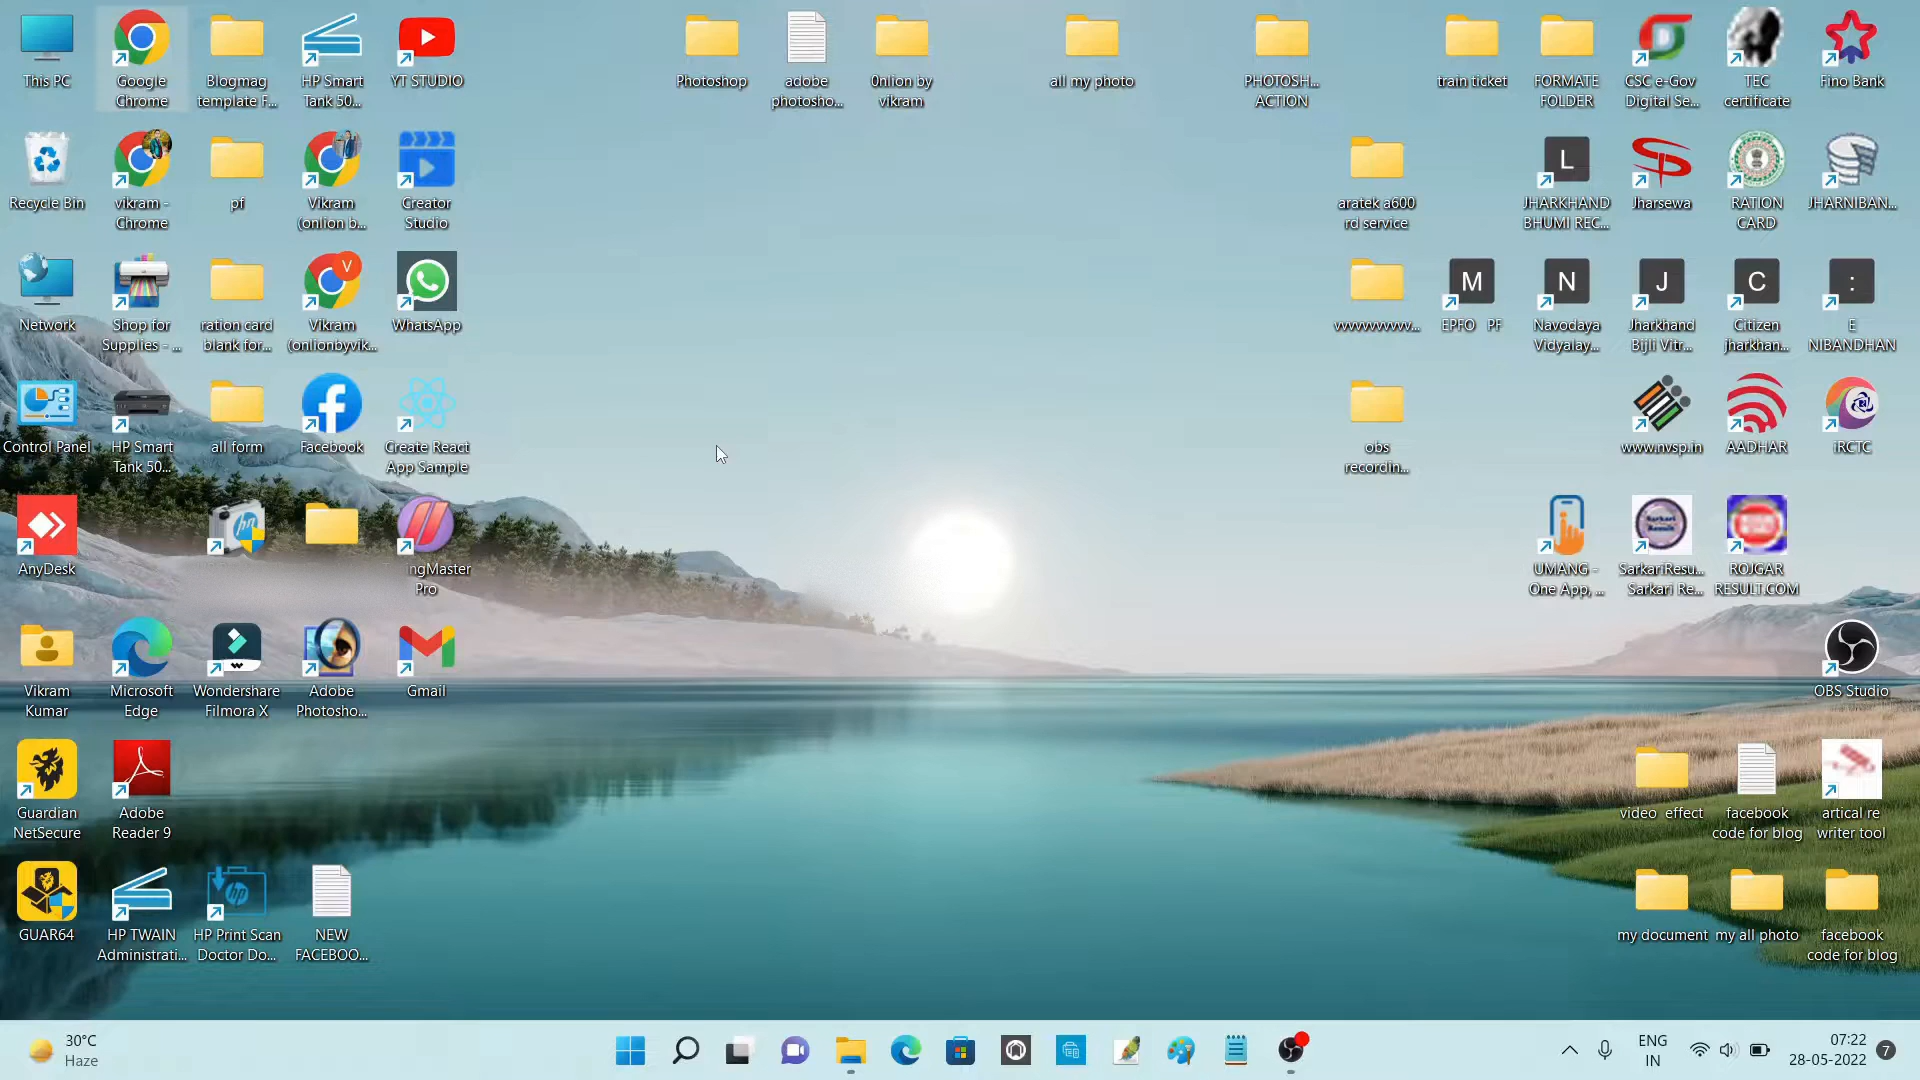 This PC
Google
Chrome
Blogmag
template F...
HP Smart
Tank 50...
YT STUDIO
Photoshop
adobe
photosho...
0nlion by
vikram
all my photo
PHOTOSH...
ACTION
train ticket
FORMATE
FOLDER
CSC e-Gov
Digital Se...
TEC
certificate
Fino Bank
Recycle Bin
vikram -
Chrome
pf
Vikram
(onlion b...
Creator
Studio
aratek a600
rd service
L
JHARKHAND
BHUMI REC...
Jharsewa
RATION
CARD
JHARNIBAN...
Network
Shop for
Supplies - ...
ration card
blank for...
V
Vikram
(onlionbyvik...
WhatsApp
M
EPFO PF
N
Navodaya
Vidyalay...
J
Jharkhand
Bijli Vitr...
C
Citizen
jharkhan...
:
E
NIBANDHAN
Control Panel
HP Smart
Tank 50...
all form
Facebook
Create React
App Sample
obs
recordin...
www.nvsp.in
AADHAR
iRCTC
AnyDesk
ingMaster
Pro
UMANG -
One App, ...
Sarkari
Result
SarkariResu...
Sarkari Re...
ROJGAR
RESULT.COM
Vikram
Kumar
Microsoft
Edge
Wondershare
Filmora X
Adobe
Photosho...
Gmail
OBS Studio
Guardian
NetSecure
Adobe
Reader 9
video effect
facebook
code for blog
artical re
writer tool
GUAR64
HP TWAIN
Administrati...
hp
HP Print Scan
Doctor Do...
NEW
FACEBOO...
my document
my all photo
facebook
code for blog
30°C
Haze
ENG
IN
07:22
28-05-2022
7